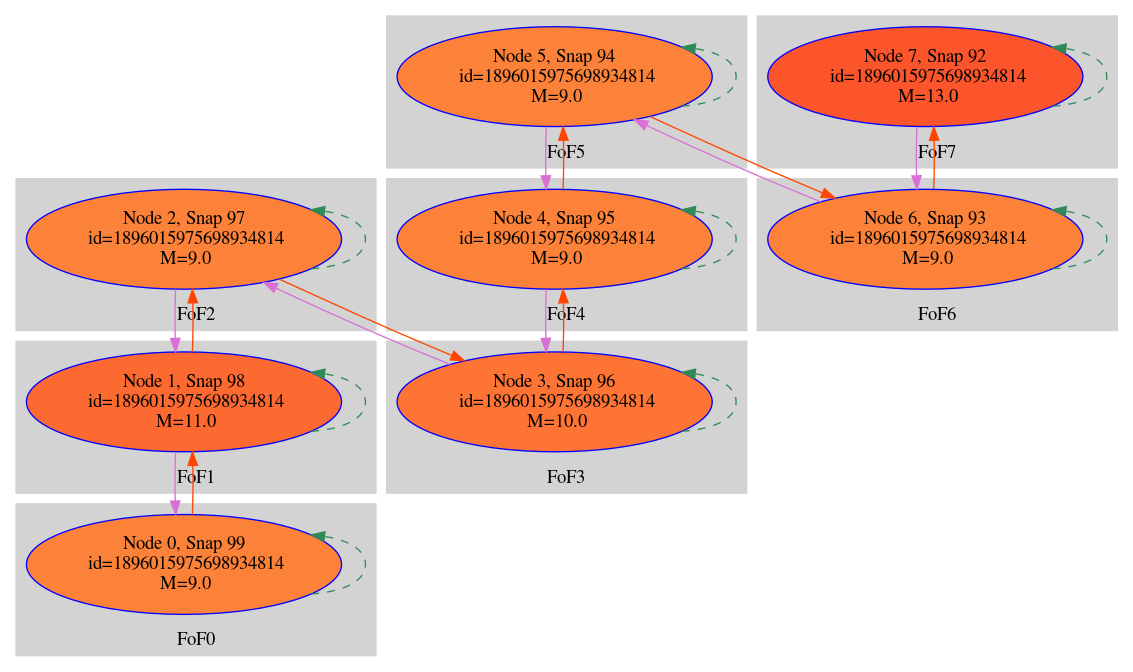 Node 5, Snap 94
id=1896015975698934814
M=9.0
FoF5
Node 7, Snap 92
id=1896015975698934814
M=13.0
FoF7
Node 2, Snap 97
id=1896015975698934814
M=9.0
FoF2
Node 4, Snap 95
id=1896015975698934814
M=9.0
FoF4
Node 6, Snap 93
id=1896015975698934814
M=9.0
FoF6
Node 1, Snap 98
id=1896015975698934814
M=11.0
FoF1
Node 3, Snap 96
id=1896015975698934814
M=10.0
FoF3
Node 0, Snap 99
id=1896015975698934814
M=9.0
FoF0